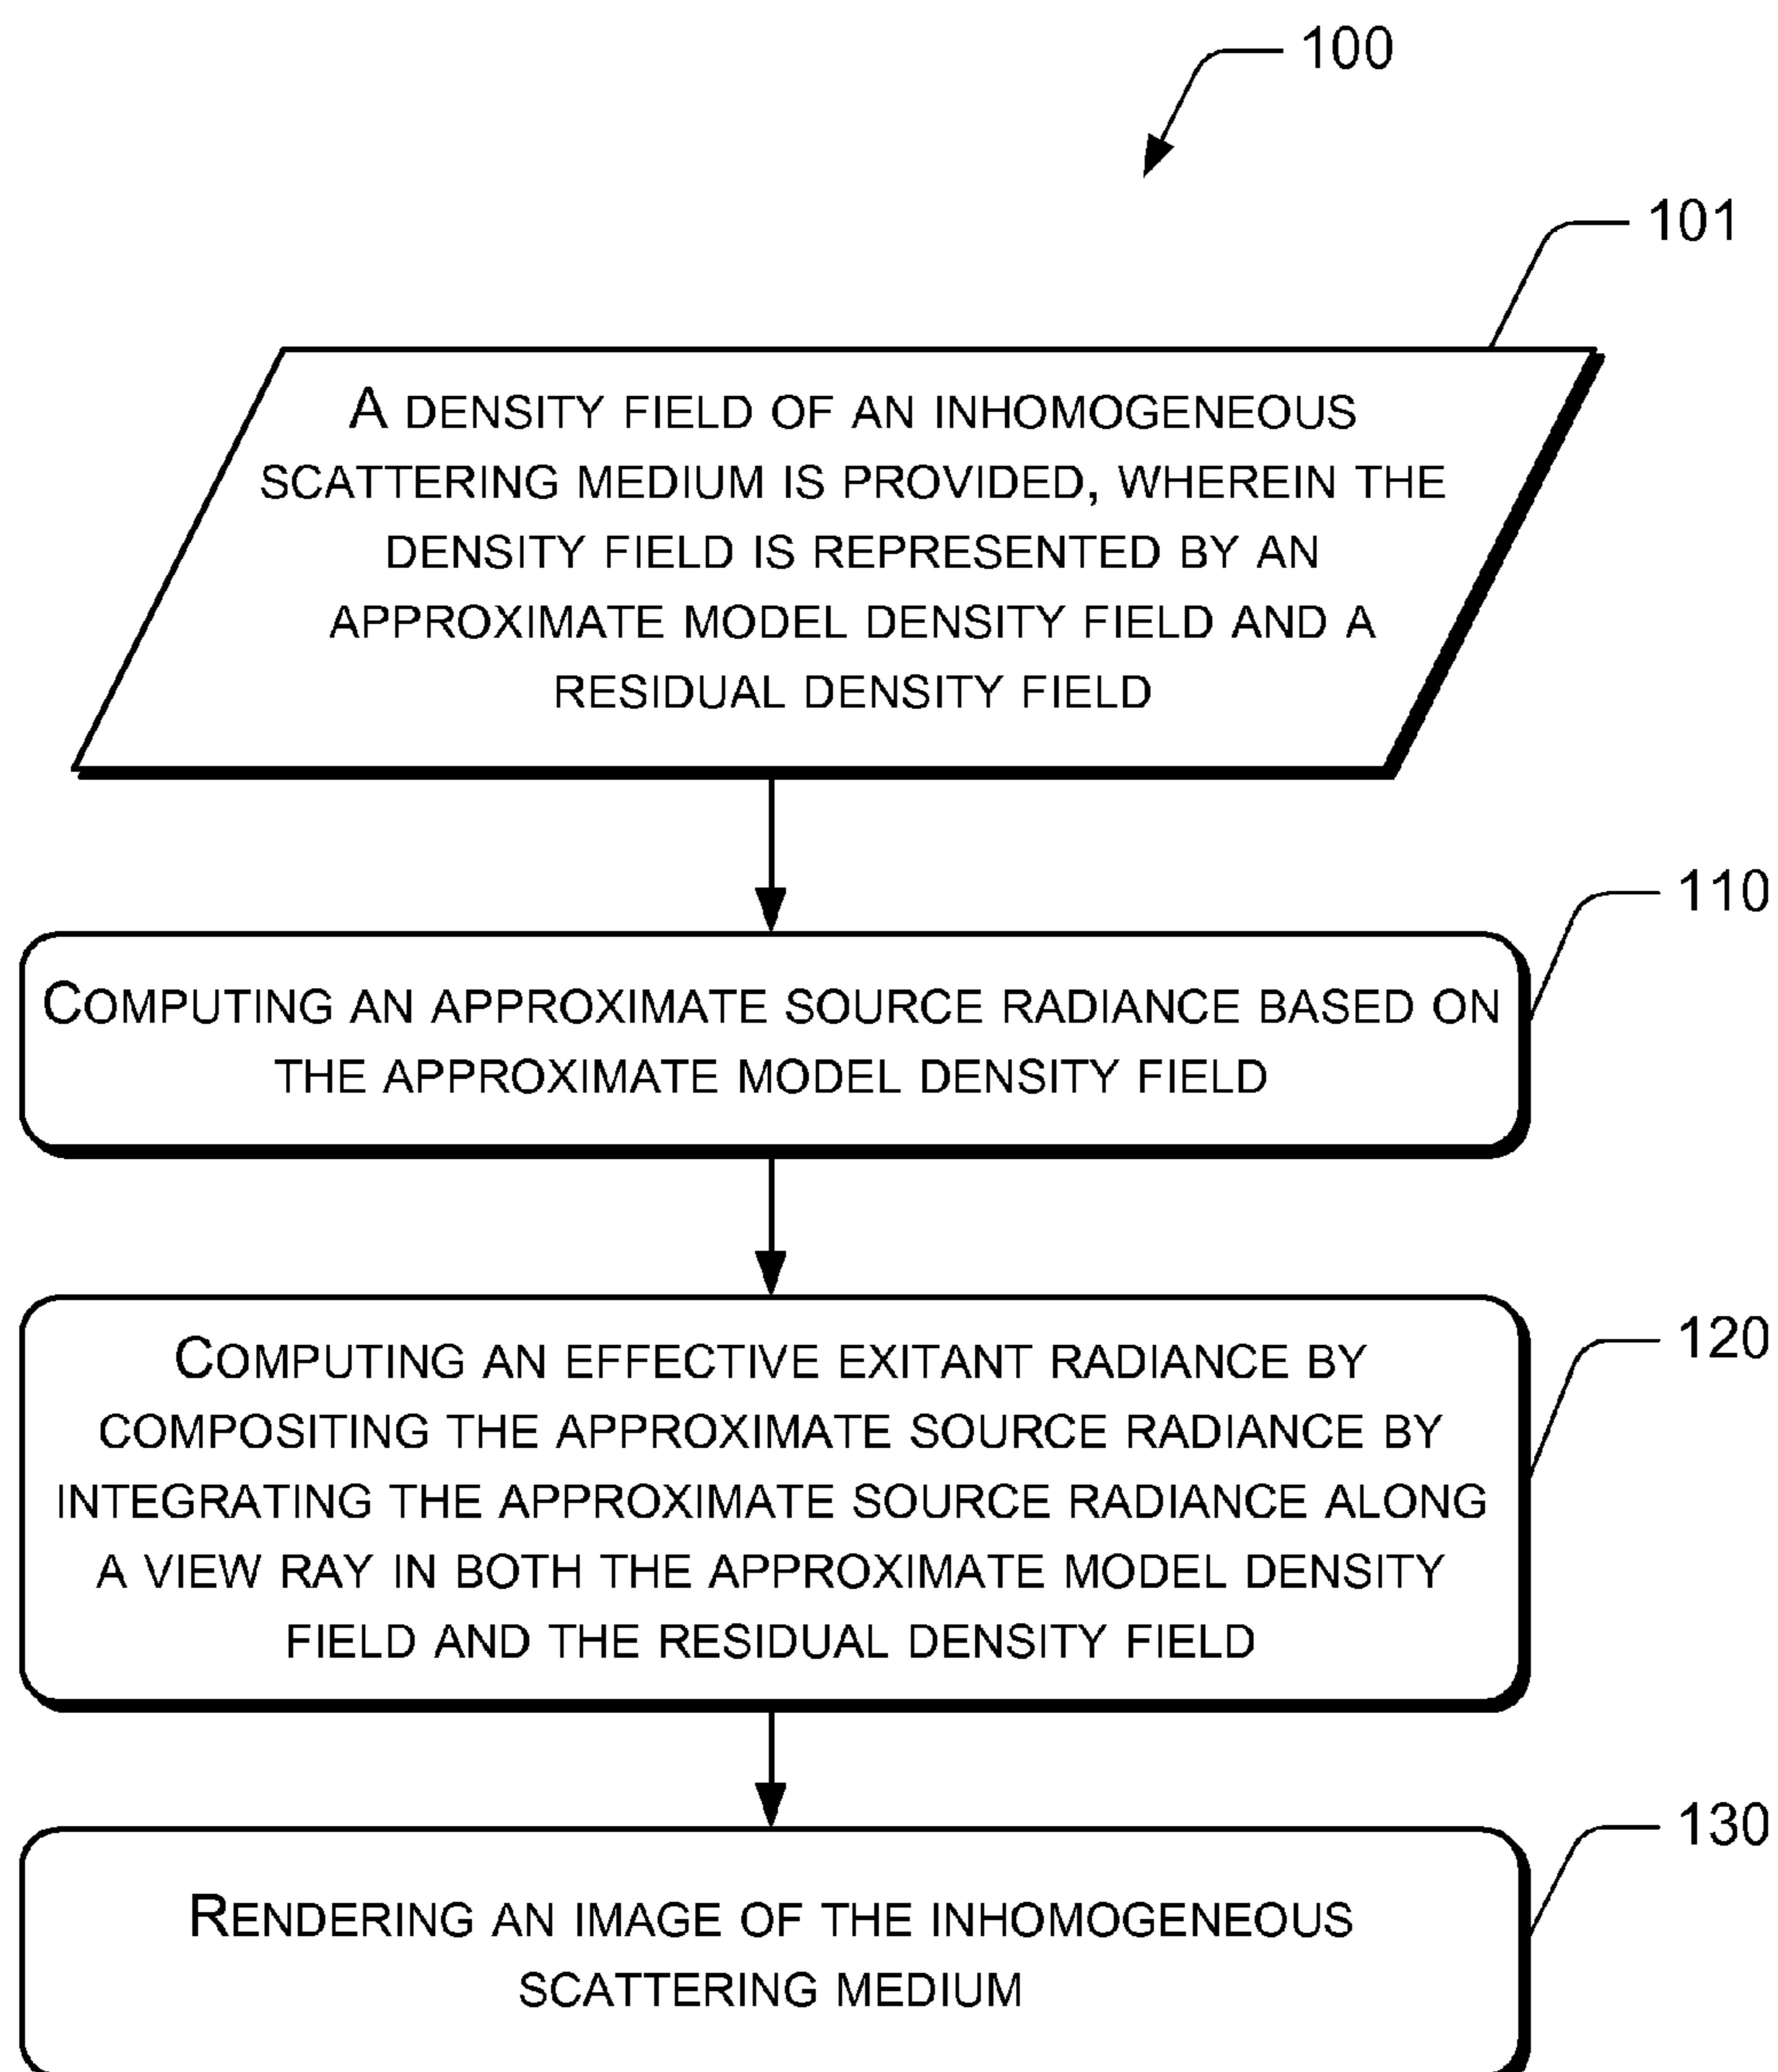 100
101
A DENSITY FIELD OF AN INHOMOGENEOUS
SCATTERING MEDIUM IS PROVIDED, WHEREIN THE
DENSITY FIELD IS REPRESENTED BY AN
APPROXIMATE MODEL DENSITY FIELD AND A
RESIDUAL DENSITY FIELD
110
COMPUTING AN APPROXIMATE SOURCE RADIANCE BASED ON
THE APPROXIMATE MODEL DENSITY FIELD
120
COMPUTING AN EFFECTIVE EXITANT RADIANCE BY
COMPOSITING THE APPROXIMATE SOURCE RADIANCE BY
INTEGRATING THE APPROXIMATE SOURCE RADIANCE ALONG
A VIEW RAY IN BOTH THE APPROXIMATE MODEL DENSITY
FIELD AND THE RESIDUAL DENSITY FIELD
130
RENDERING AN IMAGE OF THE INHOMOGENEOUS
SCATTERING MEDIUM